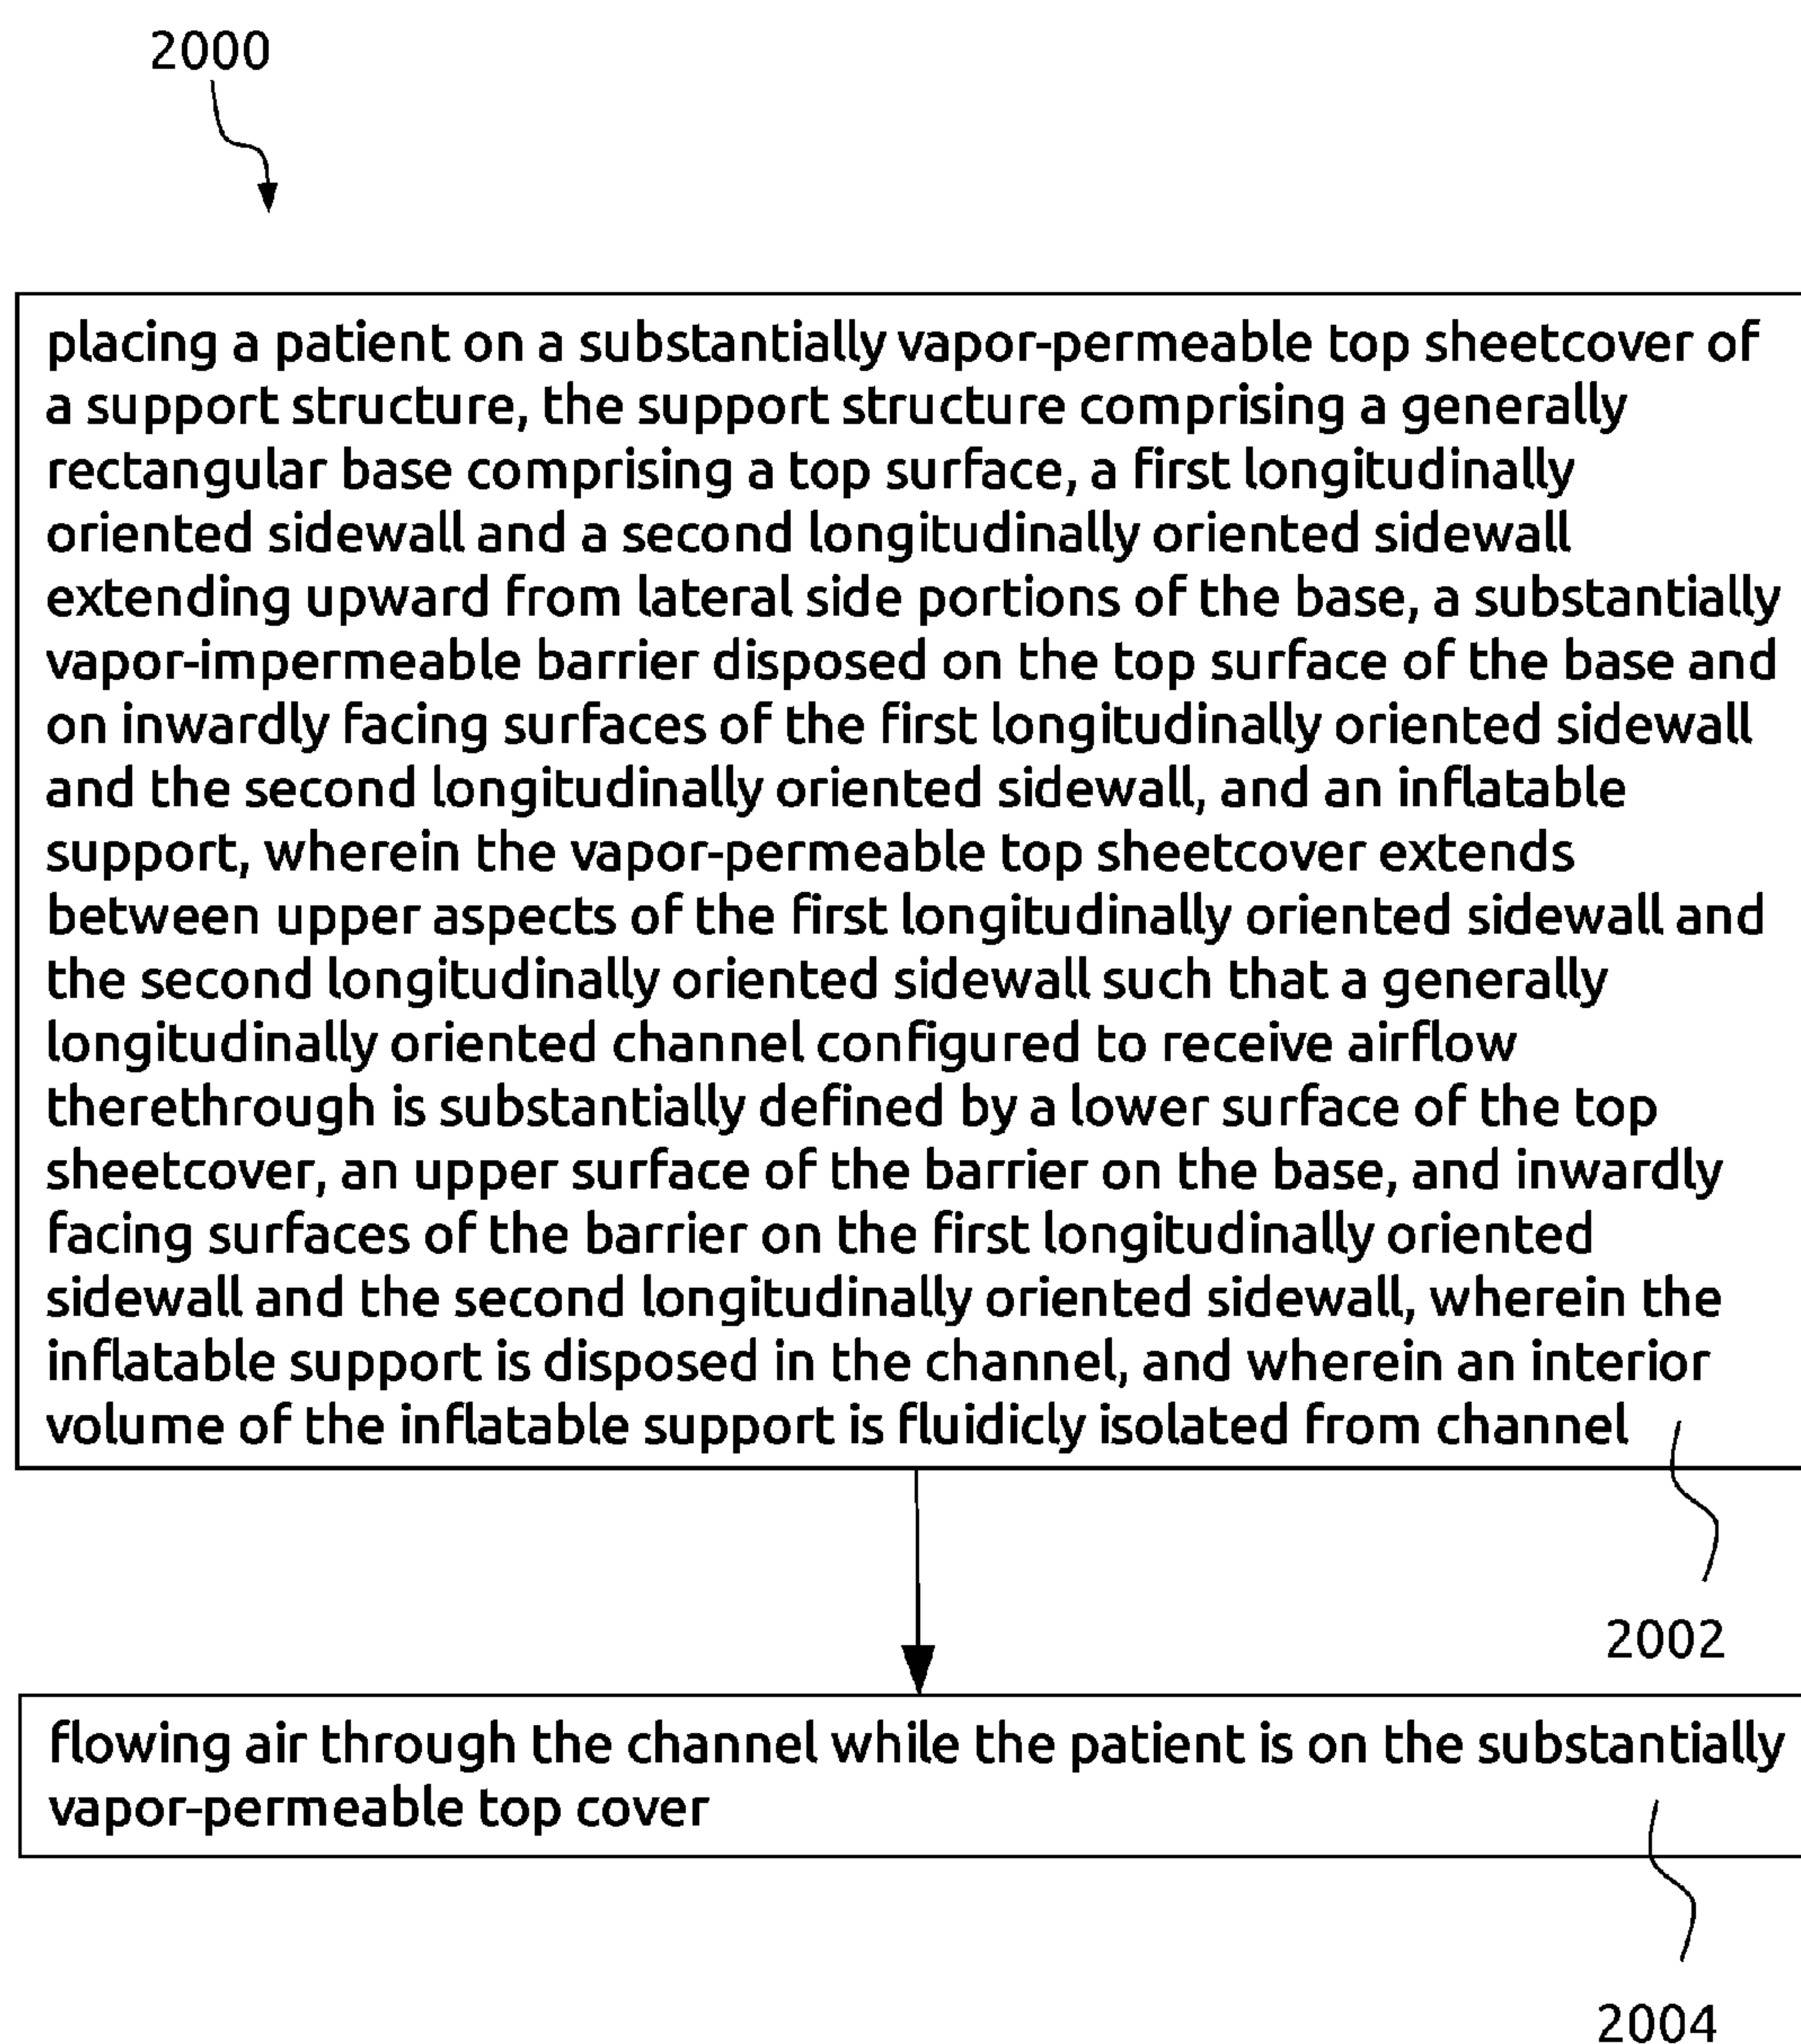 2000
placing a patient on a substantially vapor-permeable top sheetcover of
a support structure, the support structure comprising a generally
rectangular base comprising a top surface, a first longitudinally
oriented sidewall and a second longitudinally oriented sidewall
extending upward from lateral side portions of the base, a substantially
vapor-impermeable barrier disposed on the top surface of the base and
on inwardly facing surfaces of the first longitudinally oriented sidewall
and the second longitudinally oriented sidewall, and an inflatable
support, wherein the vapor-permeable top sheetcover extends
between upper aspects of the first longitudinally oriented sidewall and
the second longitudinally oriented sidewall such that a generally
longitudinally oriented channel configured to receive airflow
therethrough is substantially defined by a lower surface of the top
sheetcover, an upper surface of the barrier on the base, and inwardly
facing surfaces of the barrier on the first longitudinally oriented
sidewall and the second longitudinally oriented sidewall, wherein the
inflatable support is disposed in the channel, and wherein an interior
volume of the inflatable support is fluidicly isolated from channel
2002
flowing air through the channel while the patient is on the substantially
vapor-permeable top cover
2004